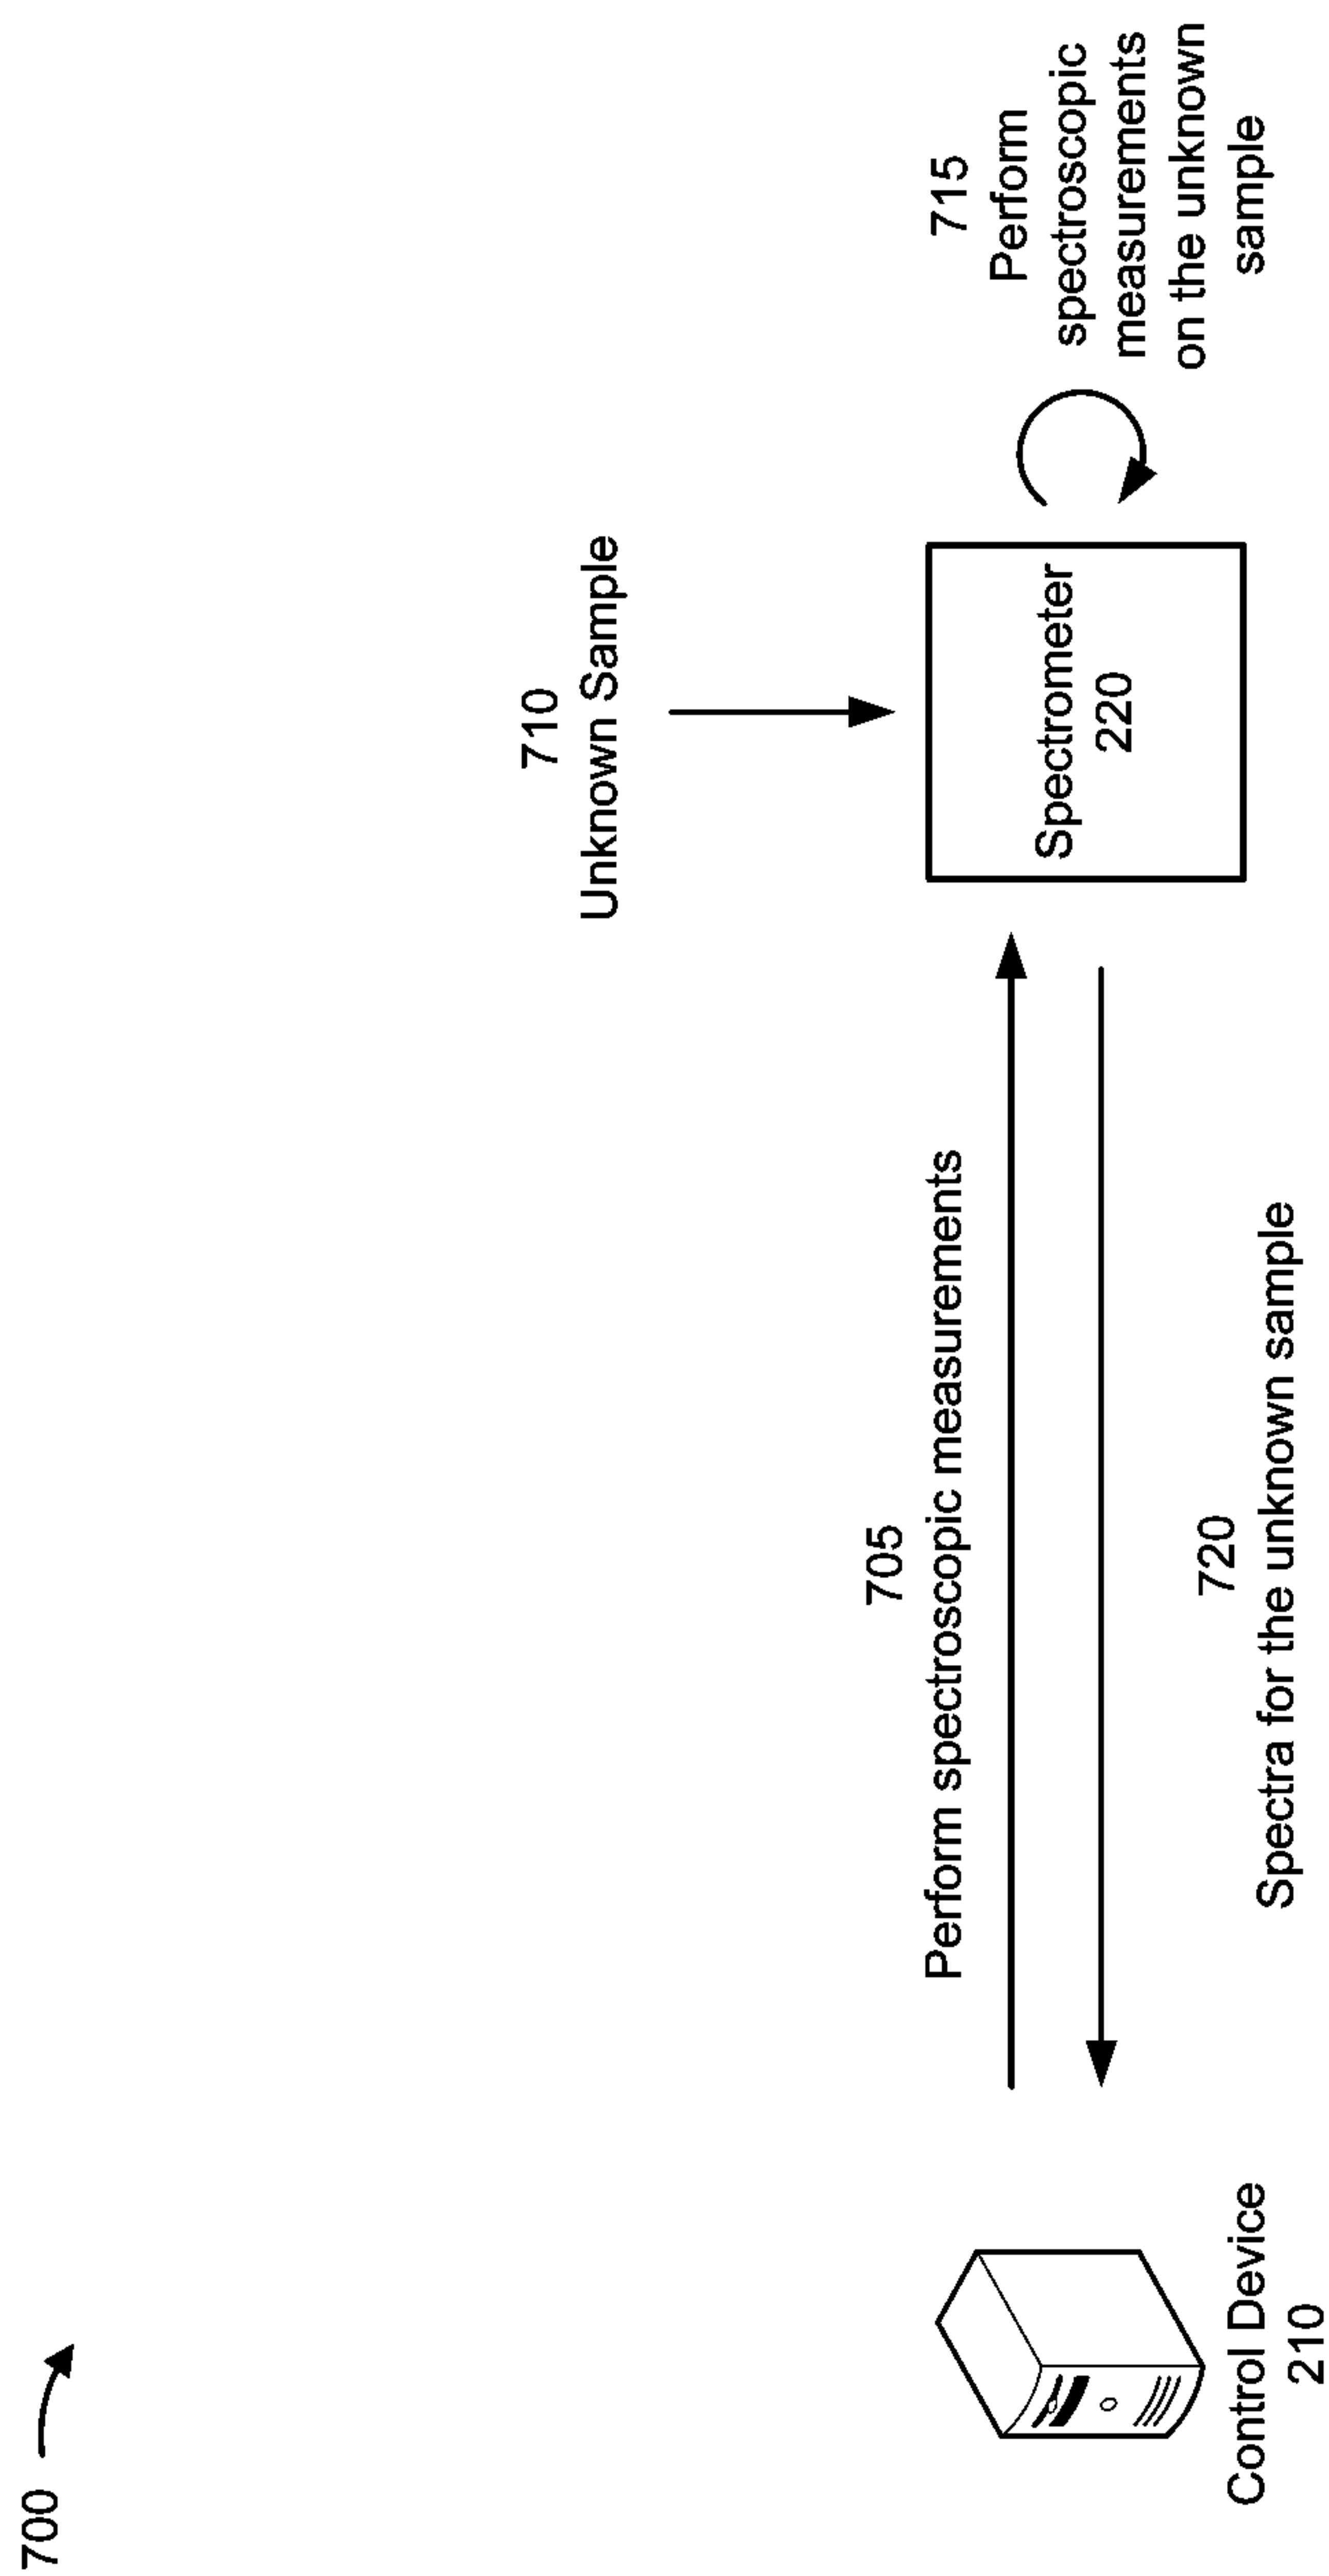 700
710
Unknown Sample
705
Perform spectroscopic measurements
715
Perform
spectroscopic
measurements
on the unknown
sample
Spectrometer
220
720
Spectra for the unknown sample
Control Device
210